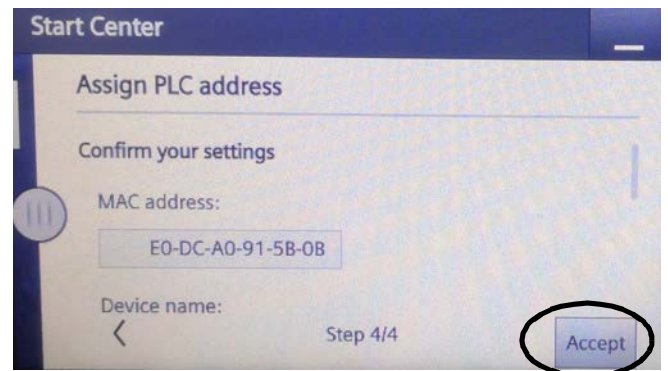 Start Center
Assign PLC address
Confirm your settings
MAC address:
E0-DC-A0-91-5B-0B
Device name:
Step 4/4
Accept